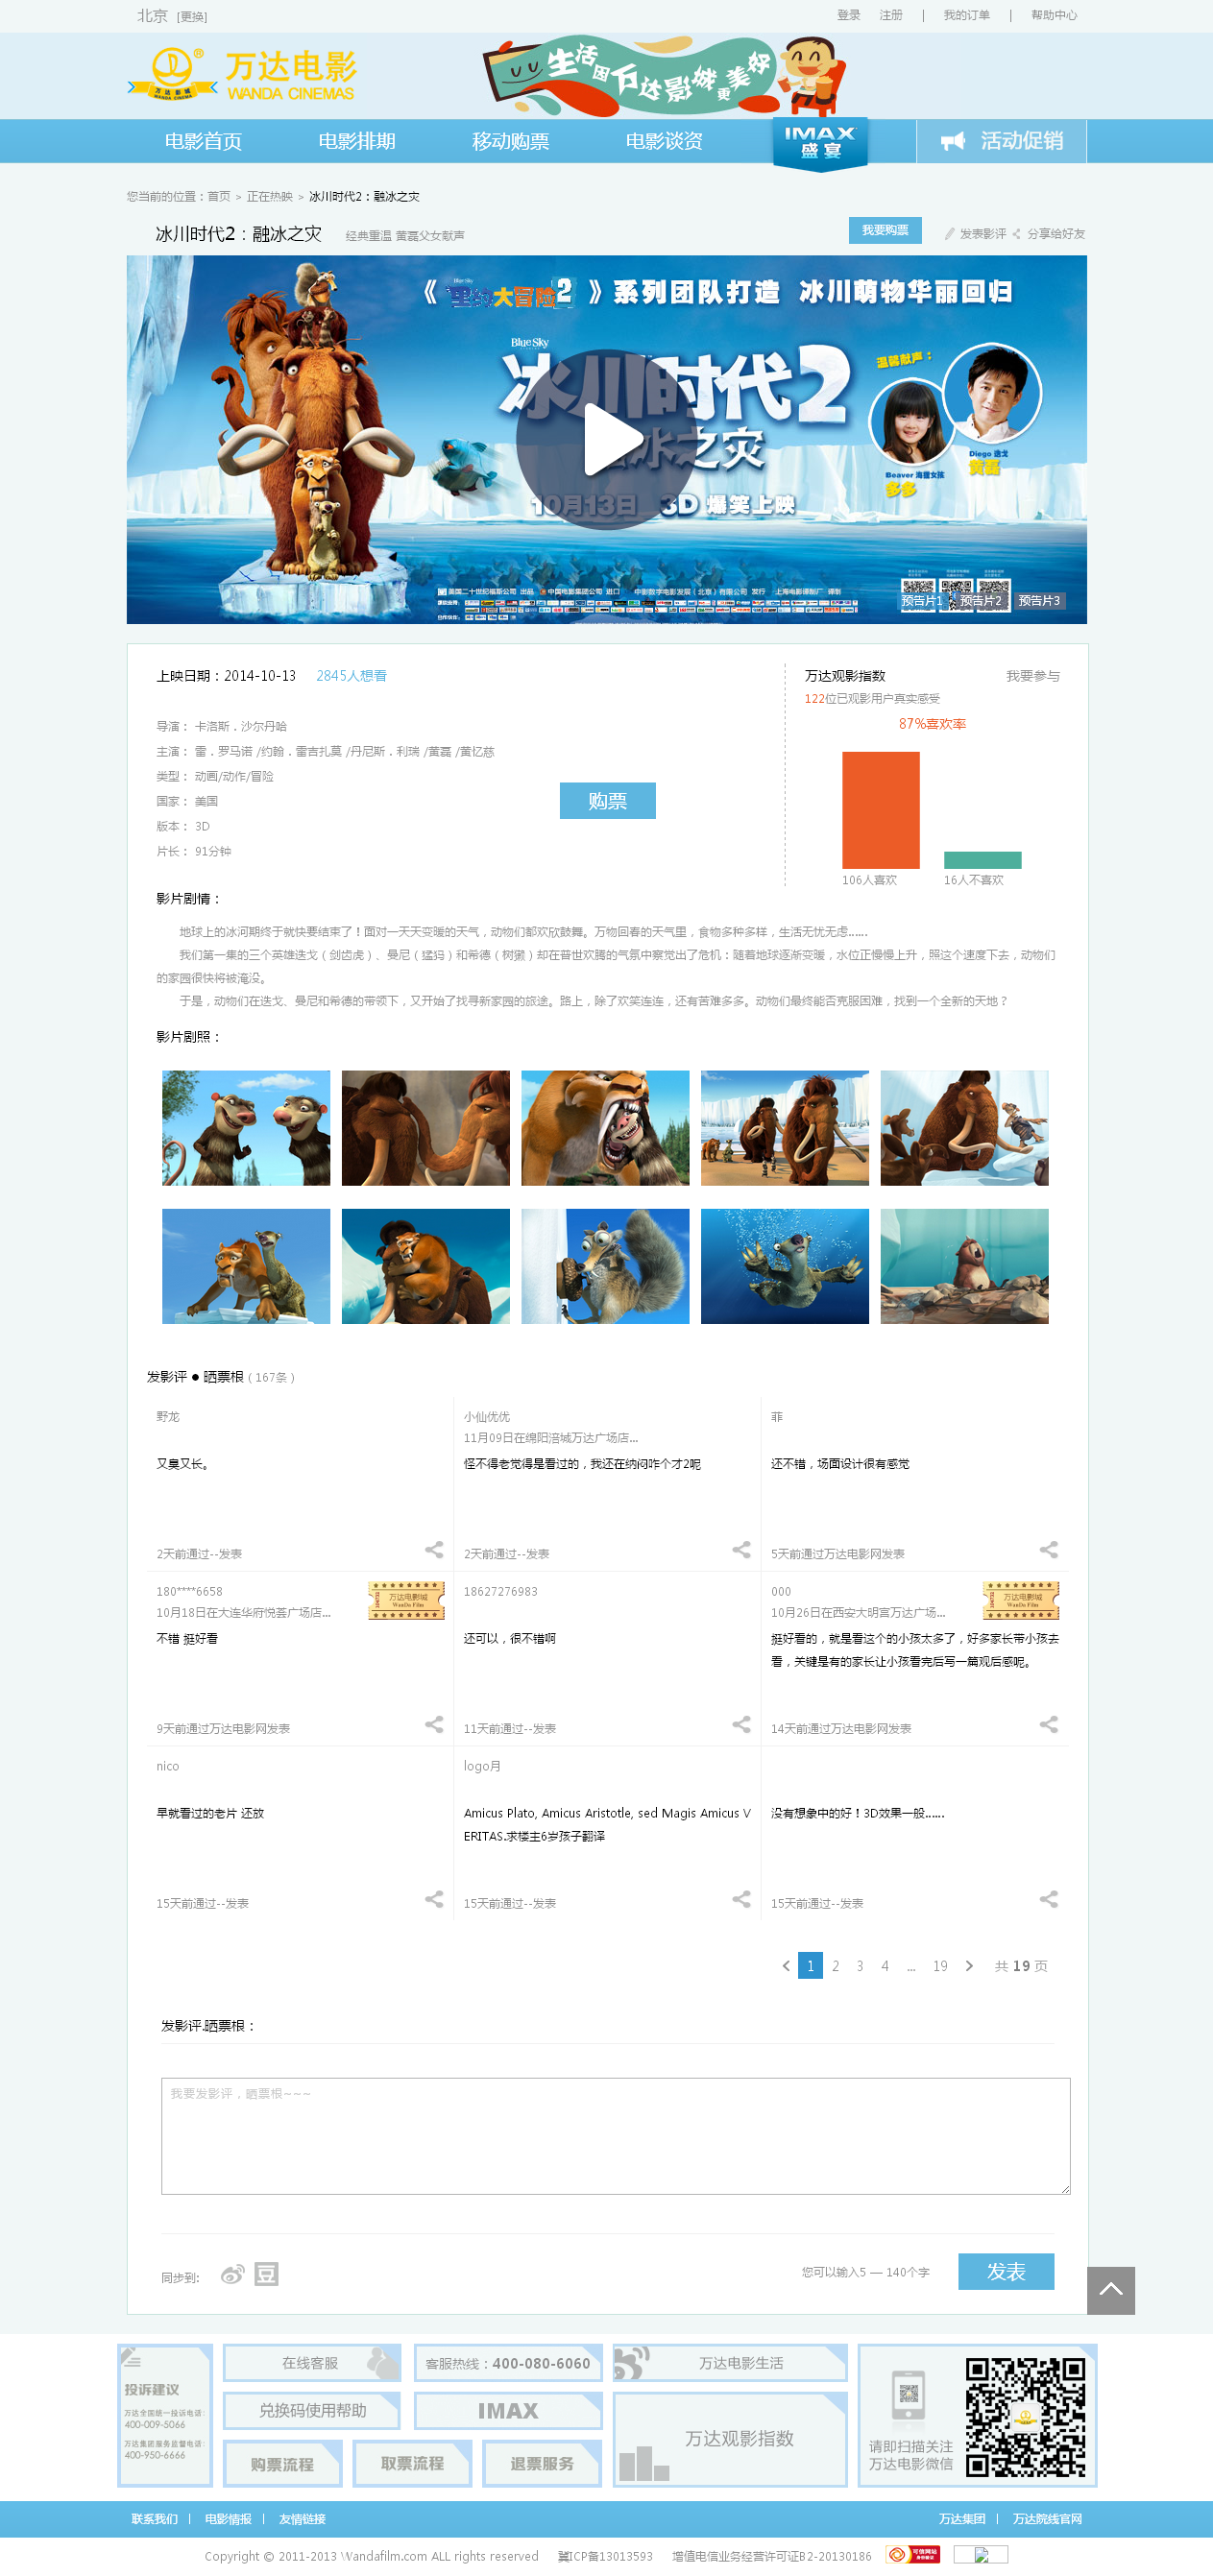 北京 [更换]
登录 注册 | 我的订单 | 帮助中心
万达电影
WANDA CINEMAS
万达影城
WANDA CINEMA
生活因万达影城更美好
电影首页 电影排期 移动购票 电影谈资 IMAX 盛宴 活动促销
您当前的位置：首页 > 正在热映 > 冰川时代2：融冰之灾
冰川时代2：融冰之灾 经典重温 黄磊父女献声 我要购票 发表影评 分享给好友
《里约大冒险2》系列团队打造 冰川萌物华丽回归
Blue Sky
冰川时代2
冰之灾
10月13日 3D 爆笑上映
温馨献声：
Diego 迭戈
黄磊
Beaver 海狸女孩
多多
预告片1 预告片2 预告片3
上映日期：2014-10-13 2845人想看
万达观影指数 我要参与
122位已观影用户真实感受
87%喜欢率
导演： 卡洛斯．沙尔丹哈
主演： 雷．罗马诺 /约翰．雷吉扎莫 /丹尼斯．利瑞 /黄磊 /黄忆慈
类型： 动画/动作/冒险
国家： 美国
版本： 3D
片长： 91分钟
购票
106人喜欢 16人不喜欢
影片剧情：
地球上的冰河期终于就快要结束了！面对一天天变暖的天气，动物们都欢欣鼓舞。万物回春的天气里，食物多种多样，生活无忧无虑……
我们第一集的三个英雄迭戈（剑齿虎）、曼尼（猛犸）和希德（树獭）却在普世欢腾的气氛中察觉出了危机：随着地球逐渐变暖，水位正慢慢上升，照这个速度下去，动物们
的家园很快将被淹没。
于是，动物们在迭戈、曼尼和希德的带领下，又开始了找寻新家园的旅途。路上，除了欢笑连连，还有苦难多多。动物们最终能否克服困难，找到一个全新的天地？
影片剧照：
发影评 ● 晒票根（167条）
野龙
又臭又长。
2天前通过--发表
小仙优优
11月09日在绵阳涪城万达广场店...
怪不得老觉得是看过的，我还在纳闷咋个才2呢
2天前通过--发表
菲
还不错，场面设计很有感觉
5天前通过万达电影网发表
180****6658
10月18日在大连华府悦荟广场店...
万达电影城
WanDa Film
不错 挺好看
9天前通过万达电影网发表
18627276983
还可以，很不错啊
11天前通过--发表
000
10月26日在西安大明宫万达广场...
万达电影城
WanDa Film
挺好看的，就是看这个的小孩太多了，好多家长带小孩去
看，关键是有的家长让小孩看完后写一篇观后感呢。
14天前通过万达电影网发表
nico
早就看过的老片 还放
15天前通过--发表
logo月
Amicus Plato, Amicus Aristotle, sed Magis Amicus V
ERITAS.求楼主6岁孩子翻译
15天前通过--发表
没有想象中的好！3D效果一般……
15天前通过--发表
1 2 3 4 ... 19 共 19 页
发影评.晒票根：
我要发影评，晒票根~~~
同步到: 豆 您可以输入5 — 140个字 发表
投诉建议
万达全国统一投诉电话：
400-009-5066
万达集团服务监督电话：
400-950-6666
在线客服 客服热线：400-080-6060 万达电影生活
兑换码使用帮助 IMAX 万达观影指数
购票流程 取票流程 退票服务
请即扫描关注
万达电影微信
联系我们 | 电影情报 | 友情链接 万达集团 | 万达院线官网
Copyright © 2011-2013 Wandafilm.com ALL rights reserved 冀ICP备13013593 增值电信业务经营许可证B2-20130186 可信网站